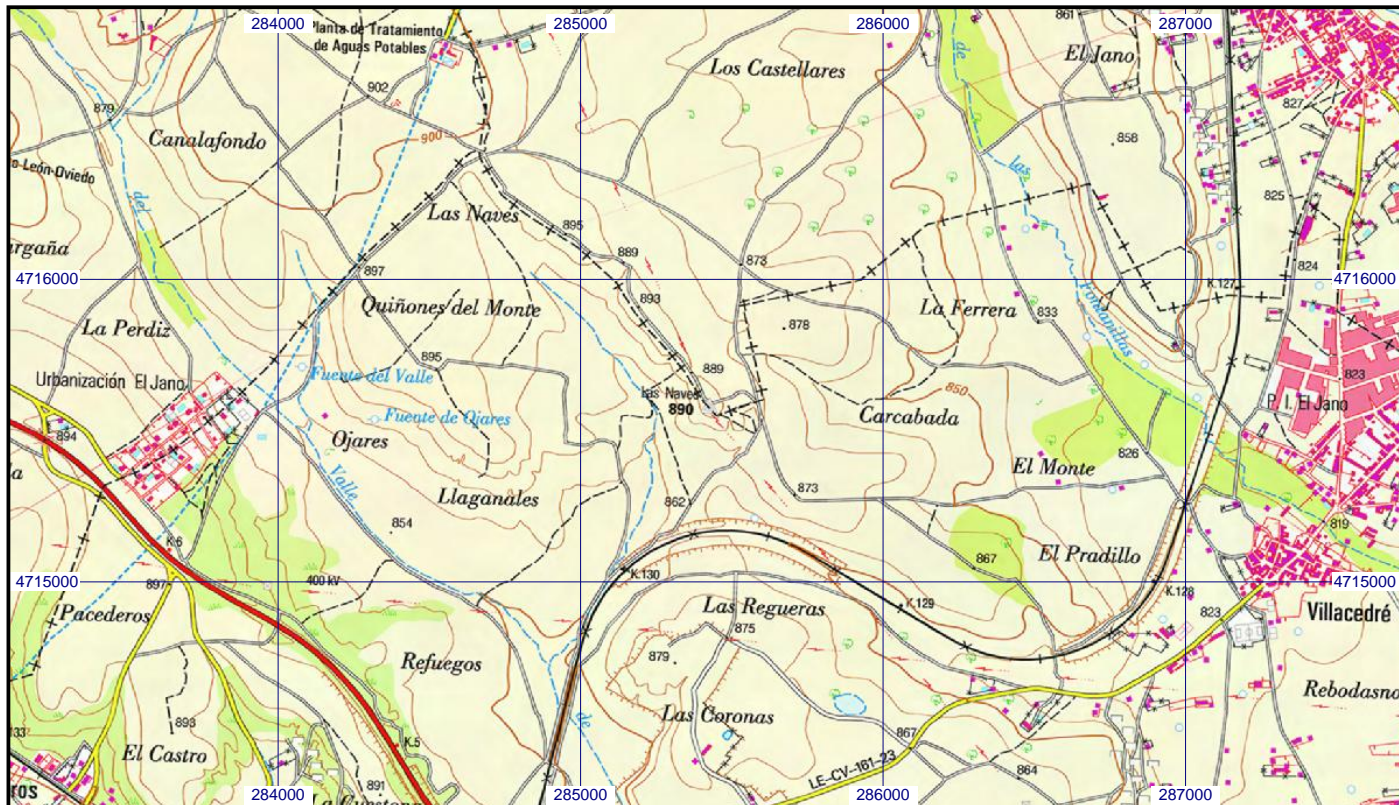 284000
285000
286000
287000
Planta de Tratamiento
de Aguas Potables
de
861
El Jano
Los Castellares
902
879
827
Canalafondo
900
858
León-Oviedo
las
825
del
Las Naves
895
889
873
824
4716000
4716000
897
893
K.127
Quiñones del Monte
La Ferrera
Fontanillas
833
La Perdiz
878
895
889
823
Urbanización El Jano
Fuente del Valle
850
Las Naves
890
P. I. El Jano
Fuente de Ojares
Carcabada
894
Ojares
826
El Monte
Valle
Llaganales
862
873
819
854
K.6
El Pradillo
867
4715000
4715000
897
400 kV
K.130
K.129
K.128
Pacederos
Las Regueras
823
Villacedré
875
879
Refuegos
Rebodasno
Las Coronas
de
893
133
El Castro
K.5
867
LE-CV-161-23
864
891
ros
284000
285000
286000
287000